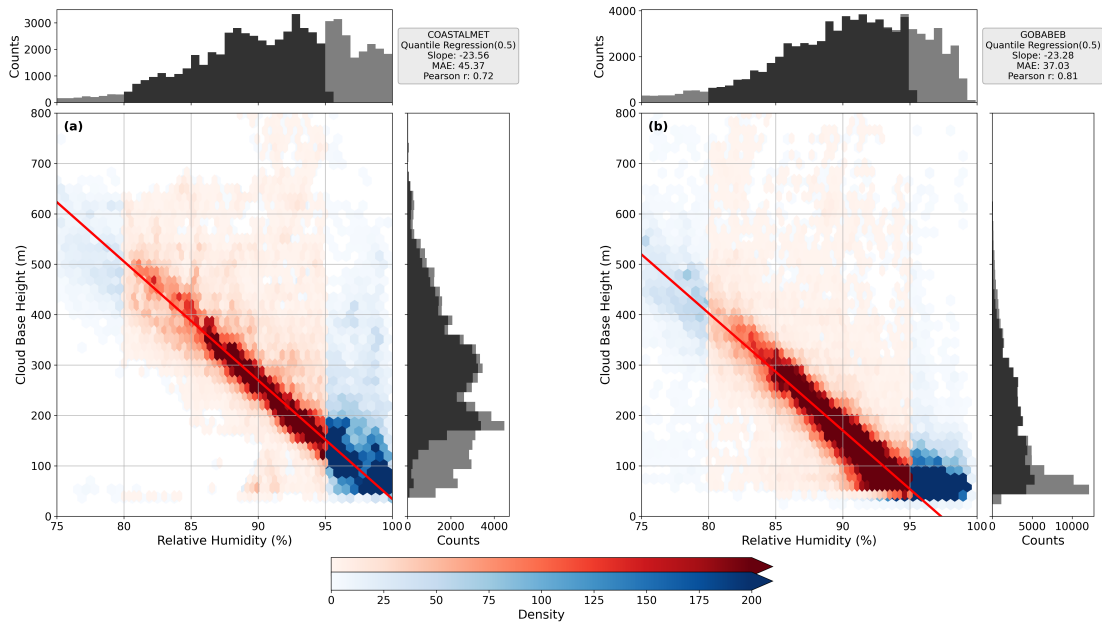 3000
2000
1000
0
Counts
COASTALMET
Quantile Regression(0.5)
Slope: -23.56
MAE: 45.37
Pearson r: 0.72
4000
2000
0
Counts
GOBABEB
Quantile Regression(0.5)
Slope: -23.28
MAE: 37.03
Pearson r: 0.81
(a)
800
700
600
500
400
300
200
100
0
Cloud Base Height (m)
75 80 85 90 95 100
Relative Humidity (%)
0 2000 4000
Counts
(b)
800
700
600
500
400
300
200
100
0
Cloud Base Height (m)
75 80 85 90 95 100
Relative Humidity (%)
0 5000 10000
Counts
0 25 50 75 100 125 150 175 200
Density